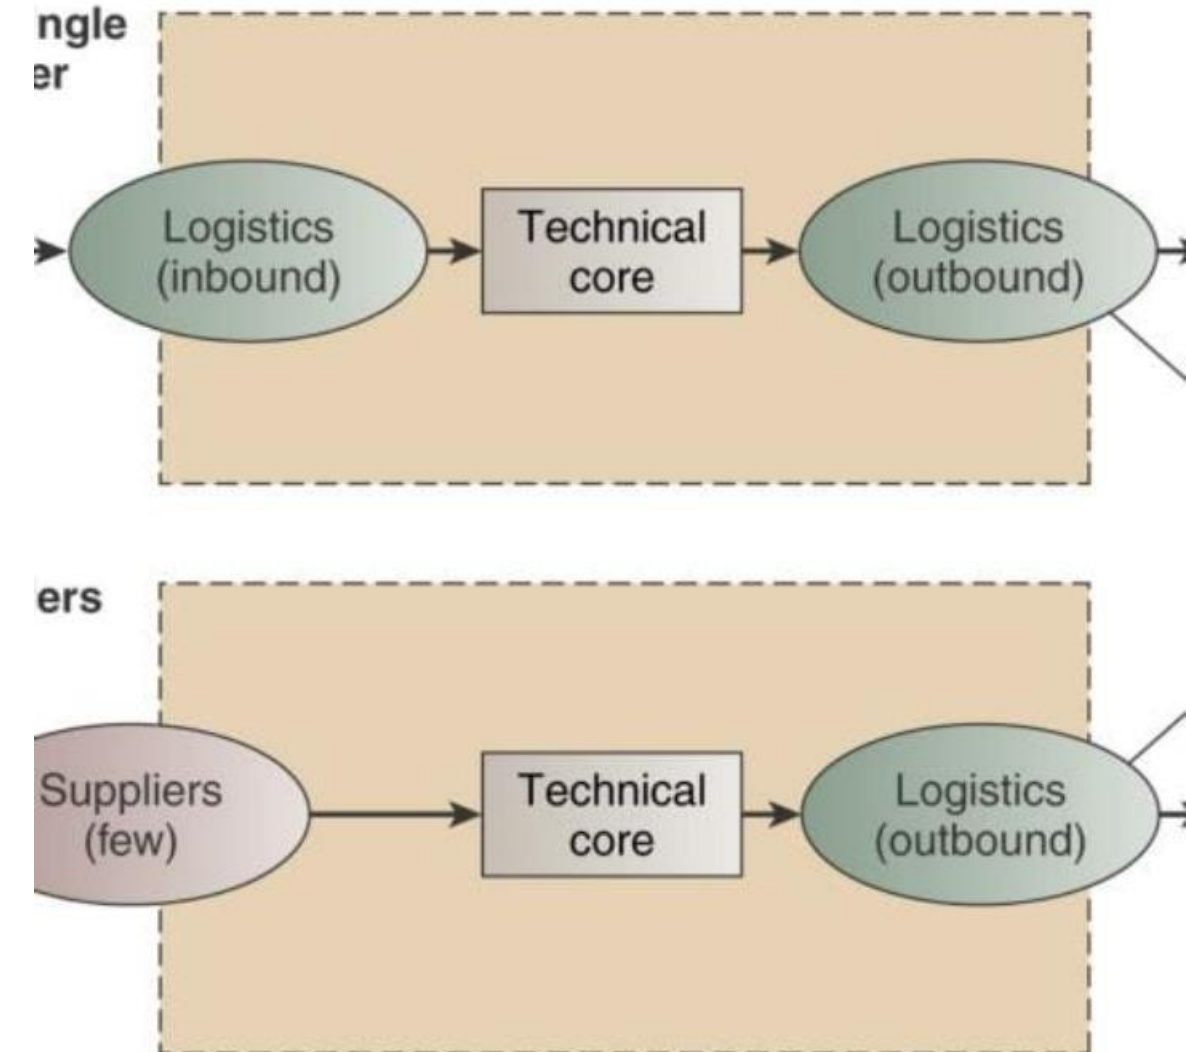 ngle
er
Logistics
(inbound)
Technical
core
Logistics
(outbound)
ers
Suppliers
(few)
Technical
core
Logistics
(outbound)